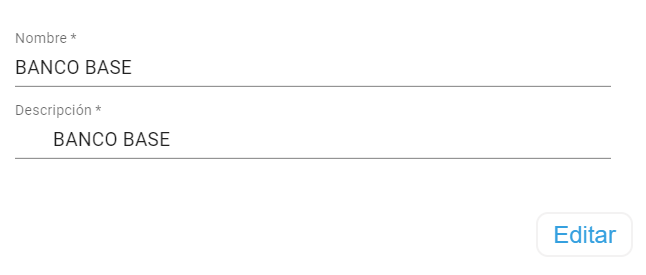 Nombre *
BANCO BASE
Descripción *
BANCO BASE
Editar